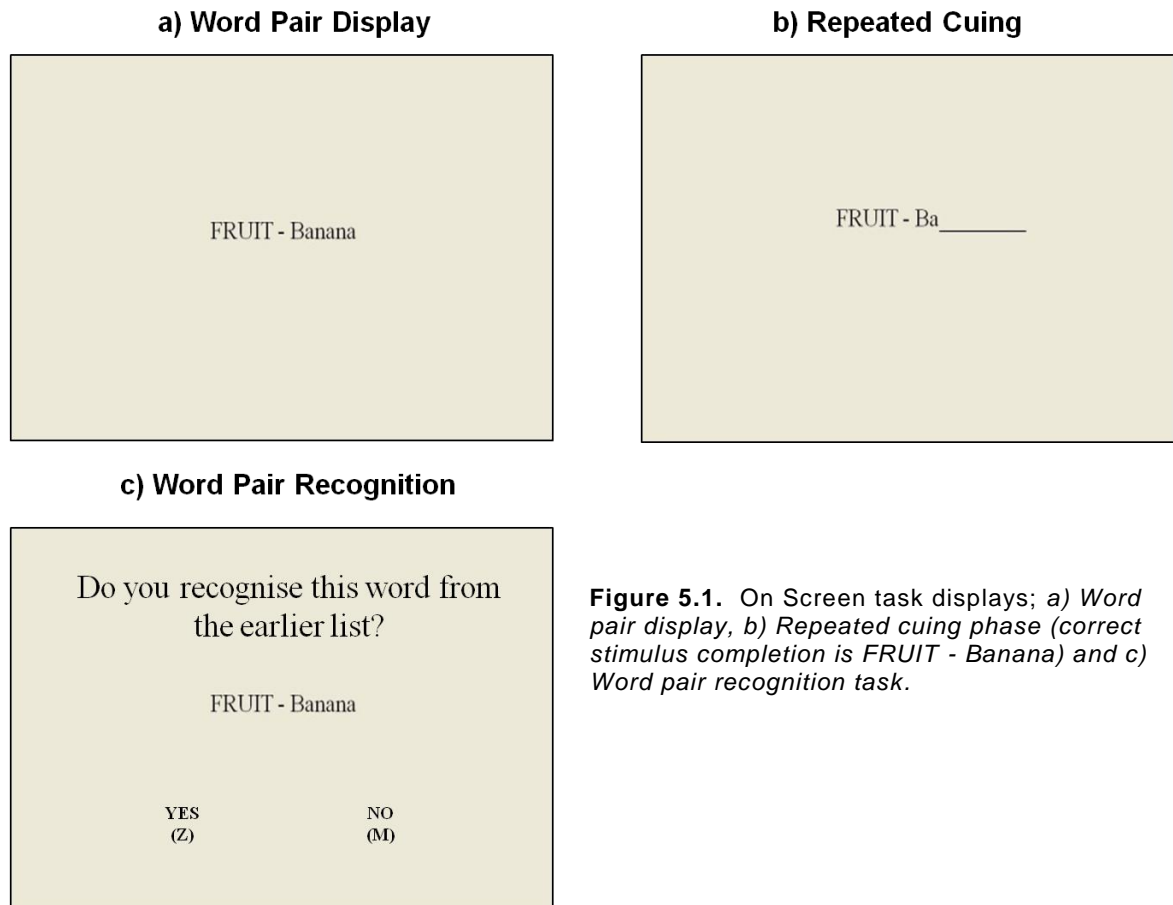 a) Word Pair Display
FRUIT - Banana
b) Repeated Cuing
FRUIT - Ba________
c) Word Pair Recognition
Do you recognise this word from
the earlier list?
FRUIT - Banana
YES NO
(Z) (M)
Figure 5.1. On Screen task displays; a) Word
pair display, b) Repeated cuing phase (correct
stimulus completion is FRUIT - Banana) and c)
Word pair recognition task.